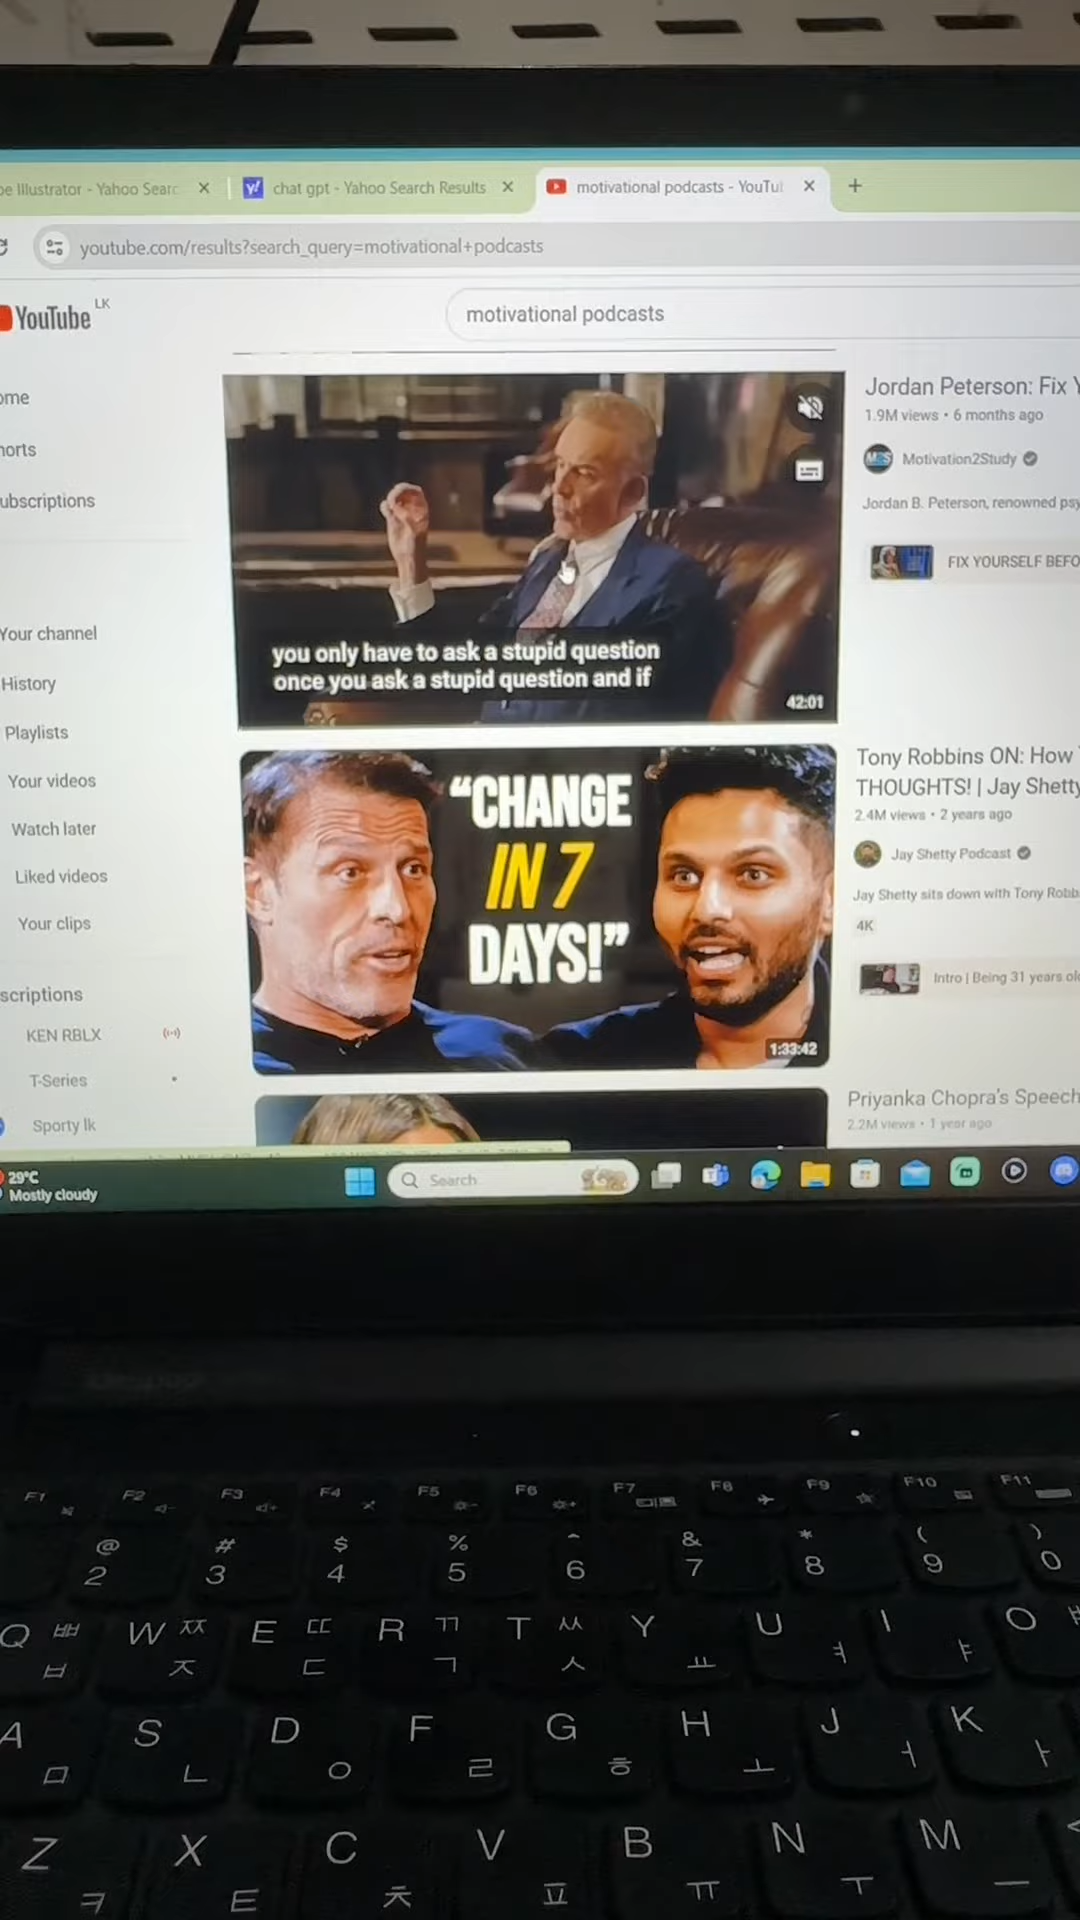 be Illustrator - Yahoo Searc
chat gpt - Yahoo Search Results
motivational podcasts - YouTu
youtube.com/results?search_query=motivational+podcasts
YouTube LK
motivational podcasts
ome
horts
ubscriptions
Your channel
History
Playlists
Your videos
Watch later
Liked videos
Your clips
scriptions
KEN RBLX
T-Series
Sporty lk
you only have to ask a stupid question
once you ask a stupid question and if
42:01
Jordan Peterson: Fix Y
1.9M views • 6 months ago
M2S
Motivation2Study
Jordan B. Peterson, renowned psy
FIX YOURSELF BEFO
“CHANGE
IN 7
DAYS!”
1:33:42
Tony Robbins ON: How
THOUGHTS! | Jay Shetty
2.4M views • 2 years ago
Jay Shetty Podcast
Jay Shetty sits down with Tony Robb
4K
Intro | Being 31 years ol
Priyanka Chopra's Speech
2.2M views • 1 year ago
29°C
Mostly cloudy
Search
F1 F2 F3 F4 F5 F6 F7 F8 F9 F10 F11
@ # $ % ^ & * ( )
2 3 4 5 6 7 8 9 0
Q ㅃ W ㅉ E ㄸ R ㄲ T ㅆ Y U I O
ㅂ ㅈ ㄷ ㄱ ㅅ ㅛ ㅕ ㅑ
A S D F G H J K
ㅁ ㄴ ㅇ ㄹ ㅎ ㅗ ㅓ ㅏ
Z X C V B N M <
ㅋ ㅌ ㅊ ㅍ ㅠ ㅜ ㅡ